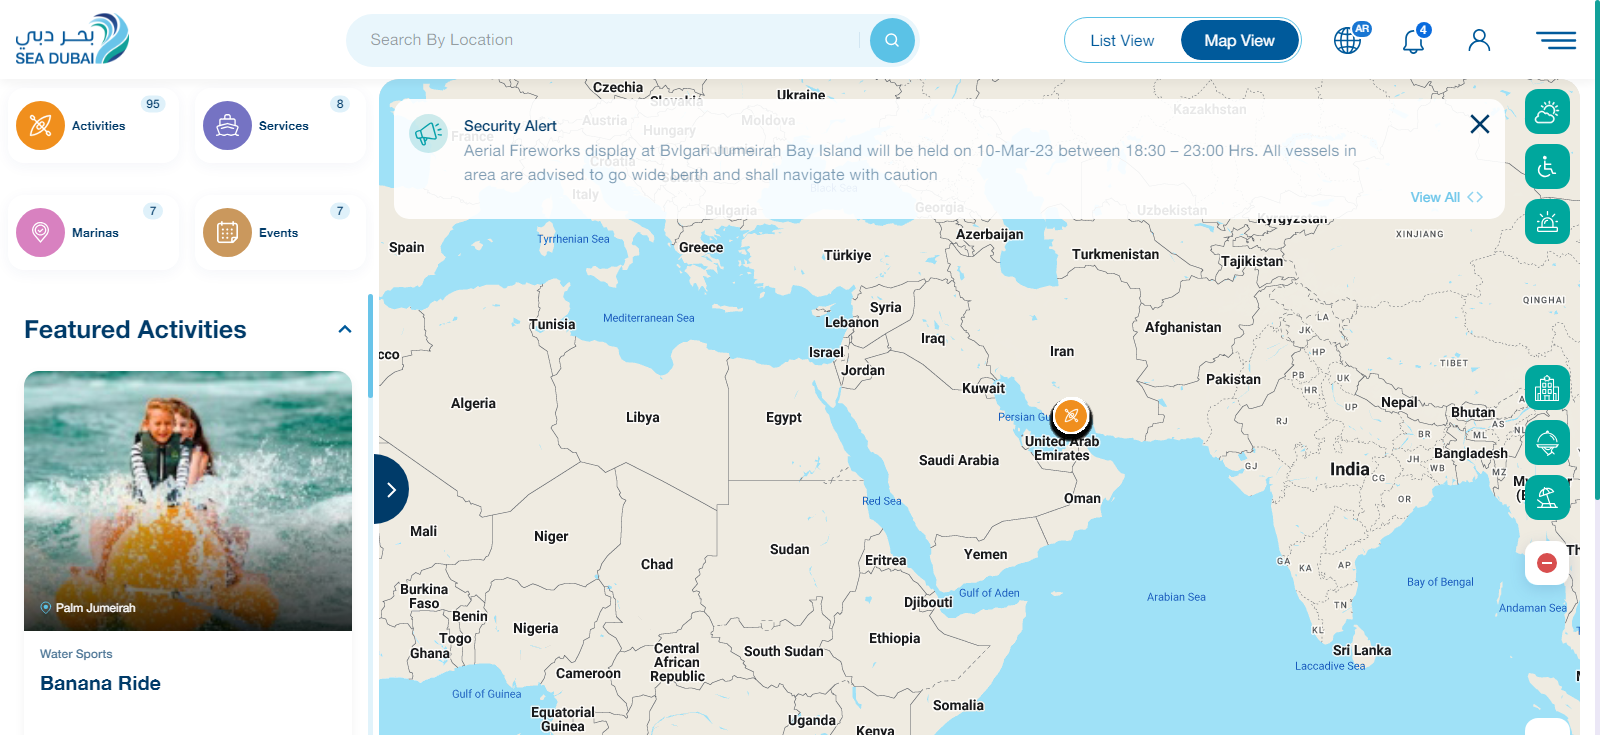 بحر دبي
SEA DUBAI
Search By Location
List View
Map View
AR
4
Activities
95
Services
8
Marinas
7
Events
7
Featured Activities
Palm Jumeirah
Water Sports
Banana Ride
Security Alert
Aerial Fireworks display at Bvlgari Jumeirah Bay Island will be held on 10-Mar-23 between 18:30 – 23:00 Hrs. All vessels in
area are advised to go wide berth and shall navigate with caution
View All
Czechia
Slovakia
Ukraine
Kazakhstan
Austria
Hungary
Moldova
France
Croatia
Italy
Black Sea
Bulgaria
Georgia
Uzbekistan
Kyrgyzstan
Spain
Tyrrhenian Sea
Greece
Türkiye
Azerbaijan
Turkmenistan
Tajikistan
XINJIANG
QINGHAI
Tunisia
Mediterranean Sea
Syria
Lebanon
Israel
Jordan
Iraq
Iran
Afghanistan
LA
JK
HP
TIBET
PB
UK
HR
cco
Algeria
Libya
Egypt
Kuwait
Persian Gu
Pakistan
UP
Nepal
Bhutan
RJ
BR
AS
ML
NL
United Arab
Emirates
Saudi Arabia
Bangladesh
JH
WB
MZ
GJ
India
CG
OR
My
(B
Red Sea
Oman
Mali
Niger
Chad
Sudan
Eritrea
Yemen
GA
KA
AP
Th
Burkina
Faso
Djibouti
Gulf of Aden
Arabian Sea
Bay of Bengal
Andaman Sea
Benin
Togo
Ghana
Nigeria
Ethiopia
TN
KL
Central
African
Republic
South Sudan
Sri Lanka
Laccadive Sea
Cameroon
Gulf of Guinea
Equatorial
Guinea
Uganda
Kenya
Somalia